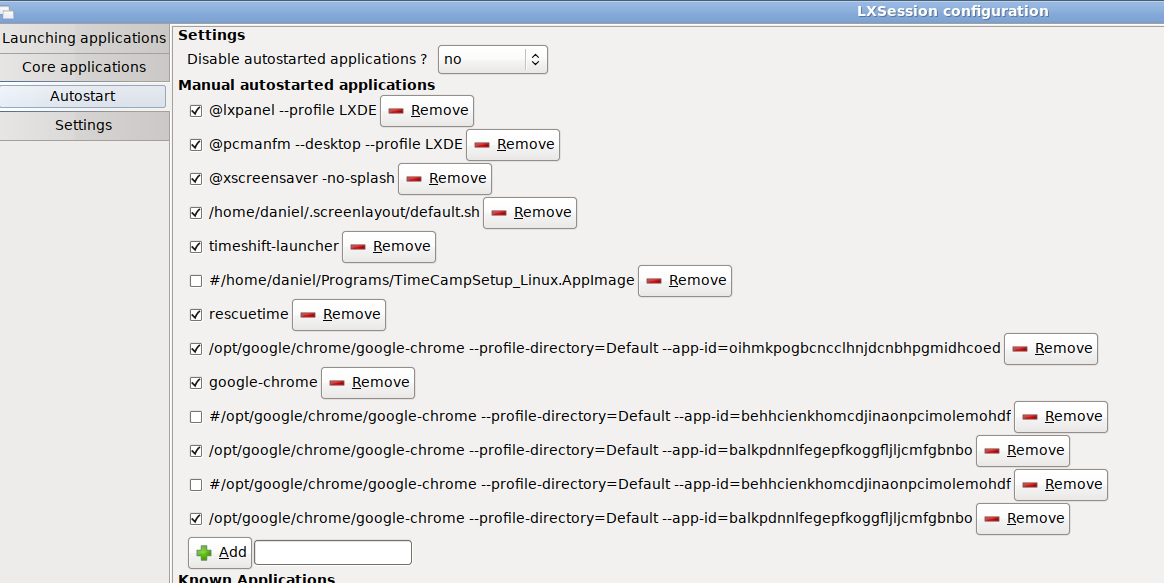 LXSession configuration
Launching applications
Core applications
Autostart
Settings
Settings
Disable autostarted applications ? no
Manual autostarted applications
@lxpanel --profile LXDE Remove
@pcmanfm --desktop --profile LXDE Remove
@xscreensaver -no-splash Remove
/home/daniel/.screenlayout/default.sh Remove
timeshift-launcher Remove
#/home/daniel/Programs/TimeCampSetup_Linux.AppImage Remove
rescuetime Remove
/opt/google/chrome/google-chrome --profile-directory=Default --app-id=oihmkpogbcncclhnjdcnbhpgmidhcoed Remove
google-chrome Remove
#/opt/google/chrome/google-chrome --profile-directory=Default --app-id=behhcienkhomcdjinaonpcimolemohdf Remove
/opt/google/chrome/google-chrome --profile-directory=Default --app-id=balkpdnnlfegepfkoggfljljcmfgbnbo Remove
#/opt/google/chrome/google-chrome --profile-directory=Default --app-id=behhcienkhomcdjinaonpcimolemohdf Remove
/opt/google/chrome/google-chrome --profile-directory=Default --app-id=balkpdnnlfegepfkoggfljljcmfgbnbo Remove
Add
Known Applications